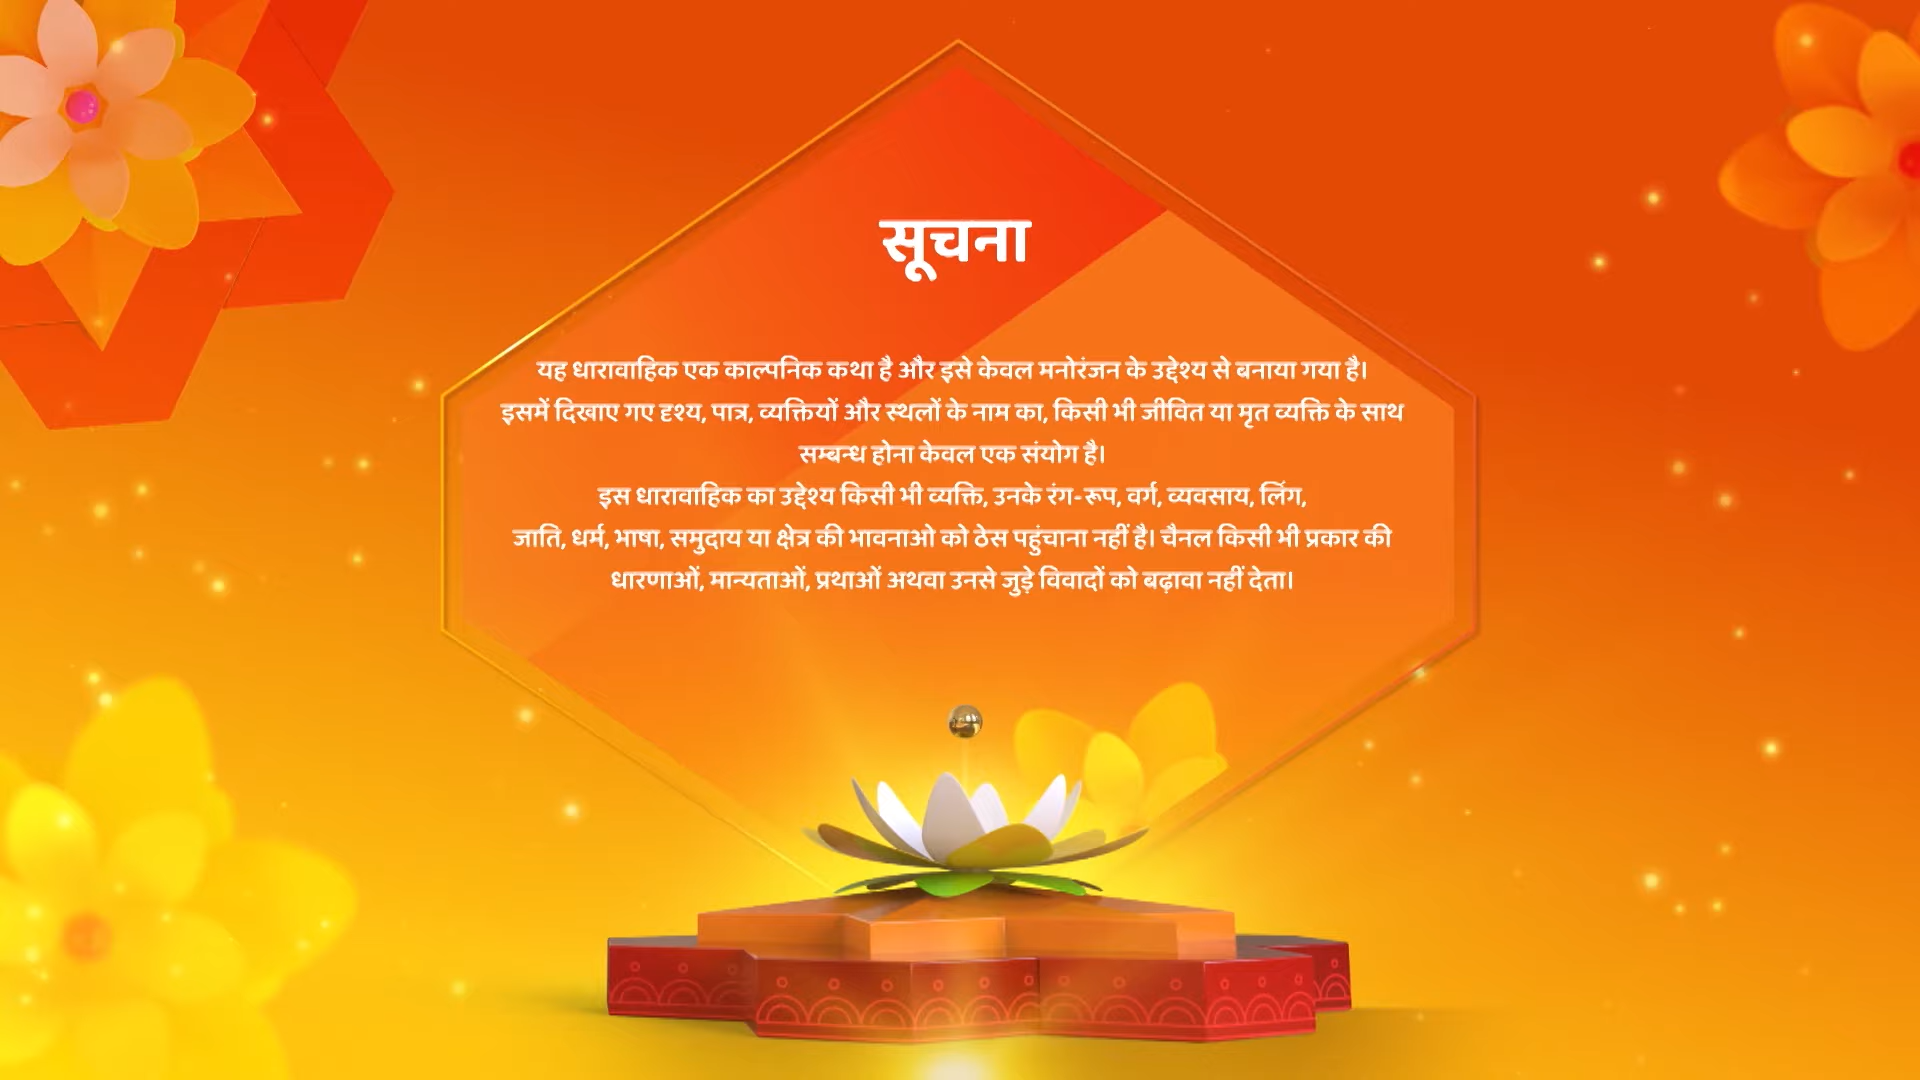 सूचना
यह धारावाहिक एक काल्पनिक कथा है और इसे केवल मनोरंजन के उद्देश्य से बनाया गया है।
इसमें दिखाए गए दृश्य, पात्र, व्यक्तियों और स्थलों के नाम का, किसी भी जीवित या मृत व्यक्ति के साथ
सम्बन्ध होना केवल एक संयोग है।
इस धारावाहिक का उद्देश्य किसी भी व्यक्ति, उनके रंग-रूप, वर्ग, व्यवसाय, लिंग,
जाति, धर्म, भाषा, समुदाय या क्षेत्र की भावनाओ को ठेस पहुंचाना नहीं है। चैनल किसी भी प्रकार की
धारणाओं, मान्यताओं, प्रथाओं अथवा उनसे जुड़े विवादों को बढ़ावा नहीं देता।